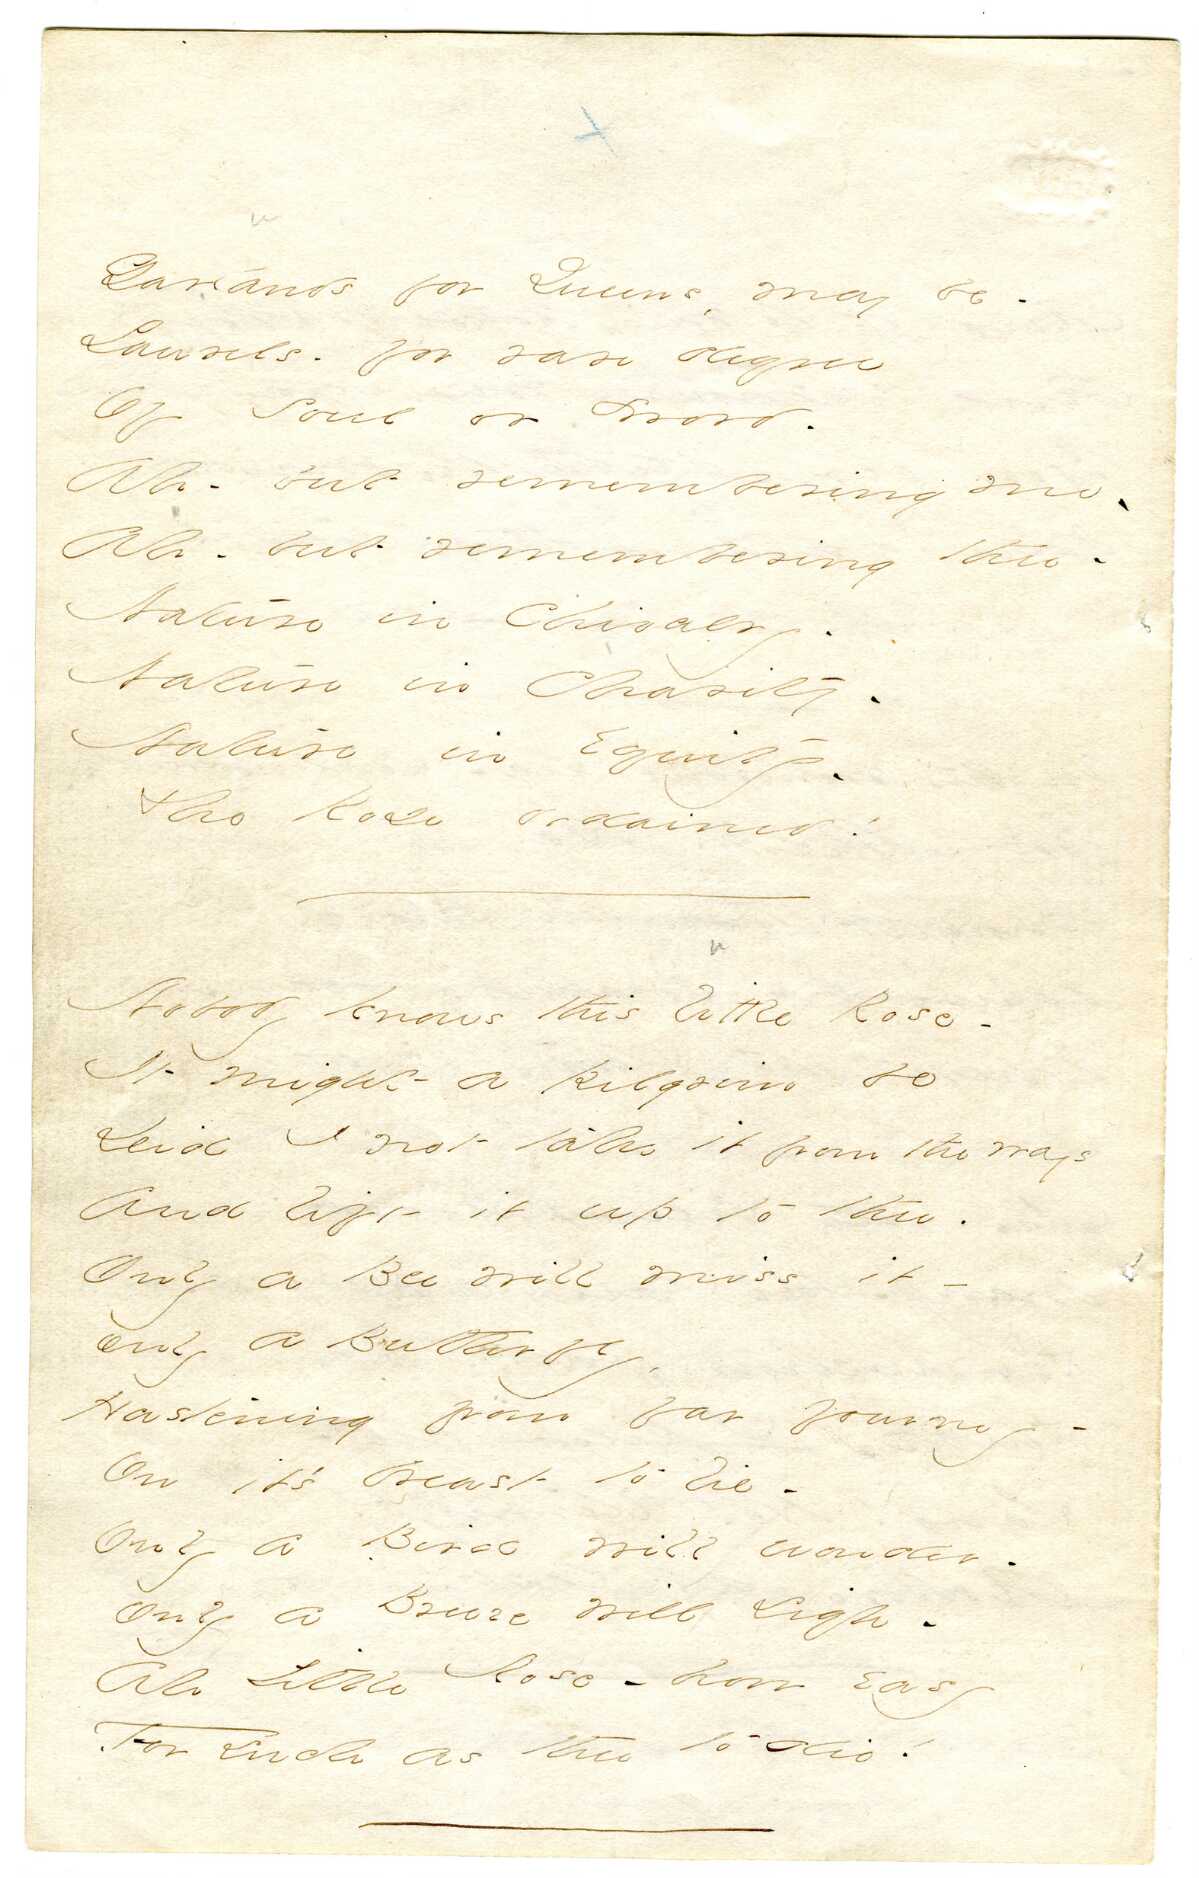 Garlands for Queens, may be -
Laurels - for rare degree
Of Soul or Sword.
Ah - but remembering me,
Ah - but remembering thee -
Nature in Chivalry -
Nature in Charity -
Nature in Equity -
The Rose ordained!
Nobody knows this little Rose -
It might a pilgrim be
Did I not take it from the ways
And lift it up to thee.
Only a Bee will miss it -
Only a Butterfly,
Hastening from far journey -
On it's breast to lie -
Only a Bird will wonder -
Only a Breeze will sigh -
Ah Little Rose - how easy
For such as thee to die!